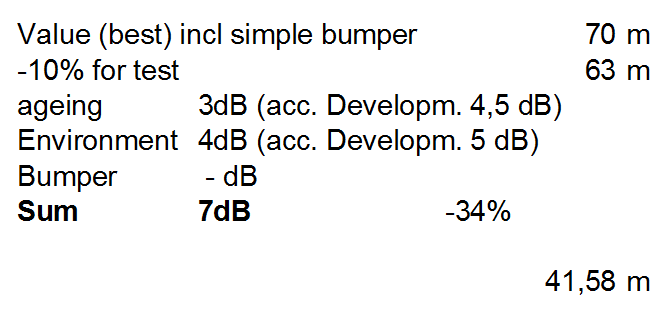 Value (best) incl simple bumper 70 m
-10% for test 63 m
ageing 3dB (acc. Developm. 4,5 dB)
Environment 4dB (acc. Developm. 5 dB)
Bumper - dB
Sum 7dB -34%
41,58 m